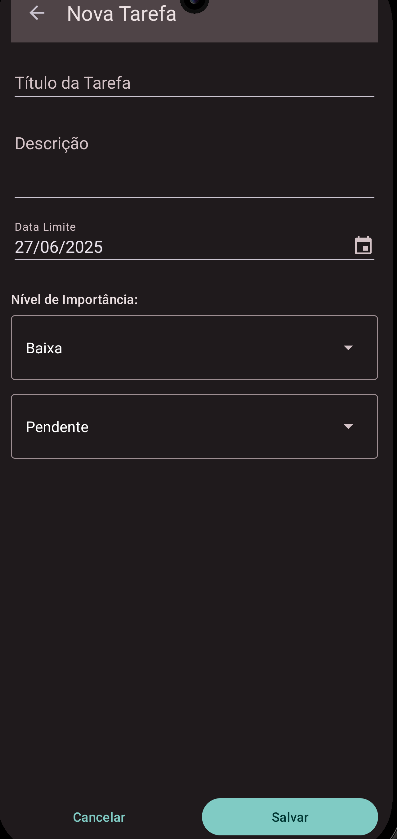 Nova Tarefa
Título da Tarefa
Descrição
Data Limite
27/06/2025
Nível de Importância:
Baixa
Pendente
Cancelar
Salvar